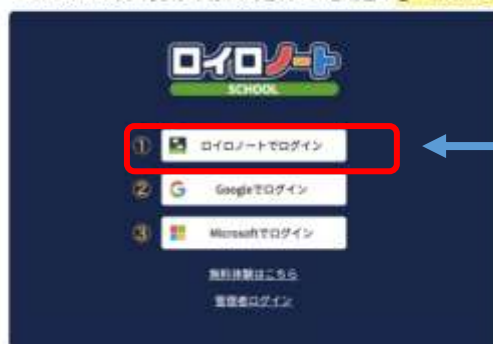 ロイロノート
SCHOOL
① ロイロノートでログイン
② Googleでログイン
③ Microsoftでログイン
無料体験はこちら
管理者ログイン